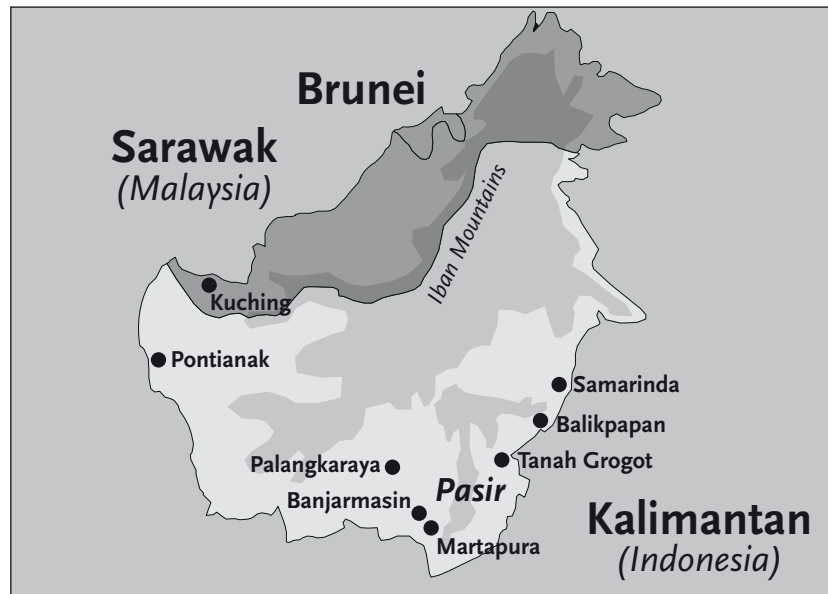 Brunei
Sarawak
(Malaysia)
Iban Mountains
Kuching
Pontianak
Samarinda
Balikpapan
Tanah Grogot
Palangkaraya
Pasir
Banjarmasin
Martapura
Kalimantan
(Indonesia)